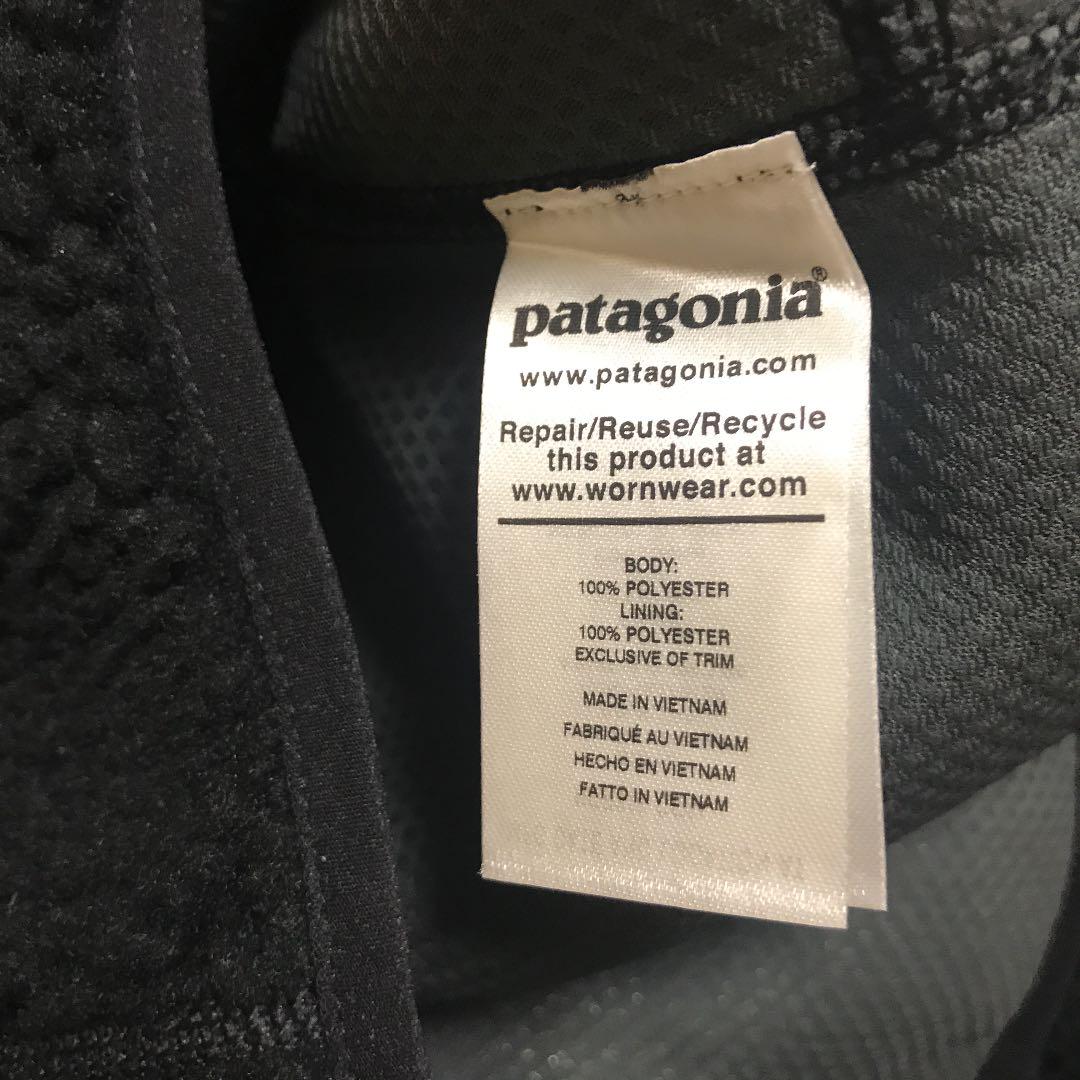 patagonia®
www.patagonia.com
Repair/Reuse/Recycle
this product at
www.wornwear.com
BODY:
100% POLYESTER
LINING:
100% POLYESTER
EXCLUSIVE OF TRIM
MADE IN VIETNAM
FABRIQUÉ AU VIETNAM
HECHO EN VIETNAM
FATTO IN VIETNAM